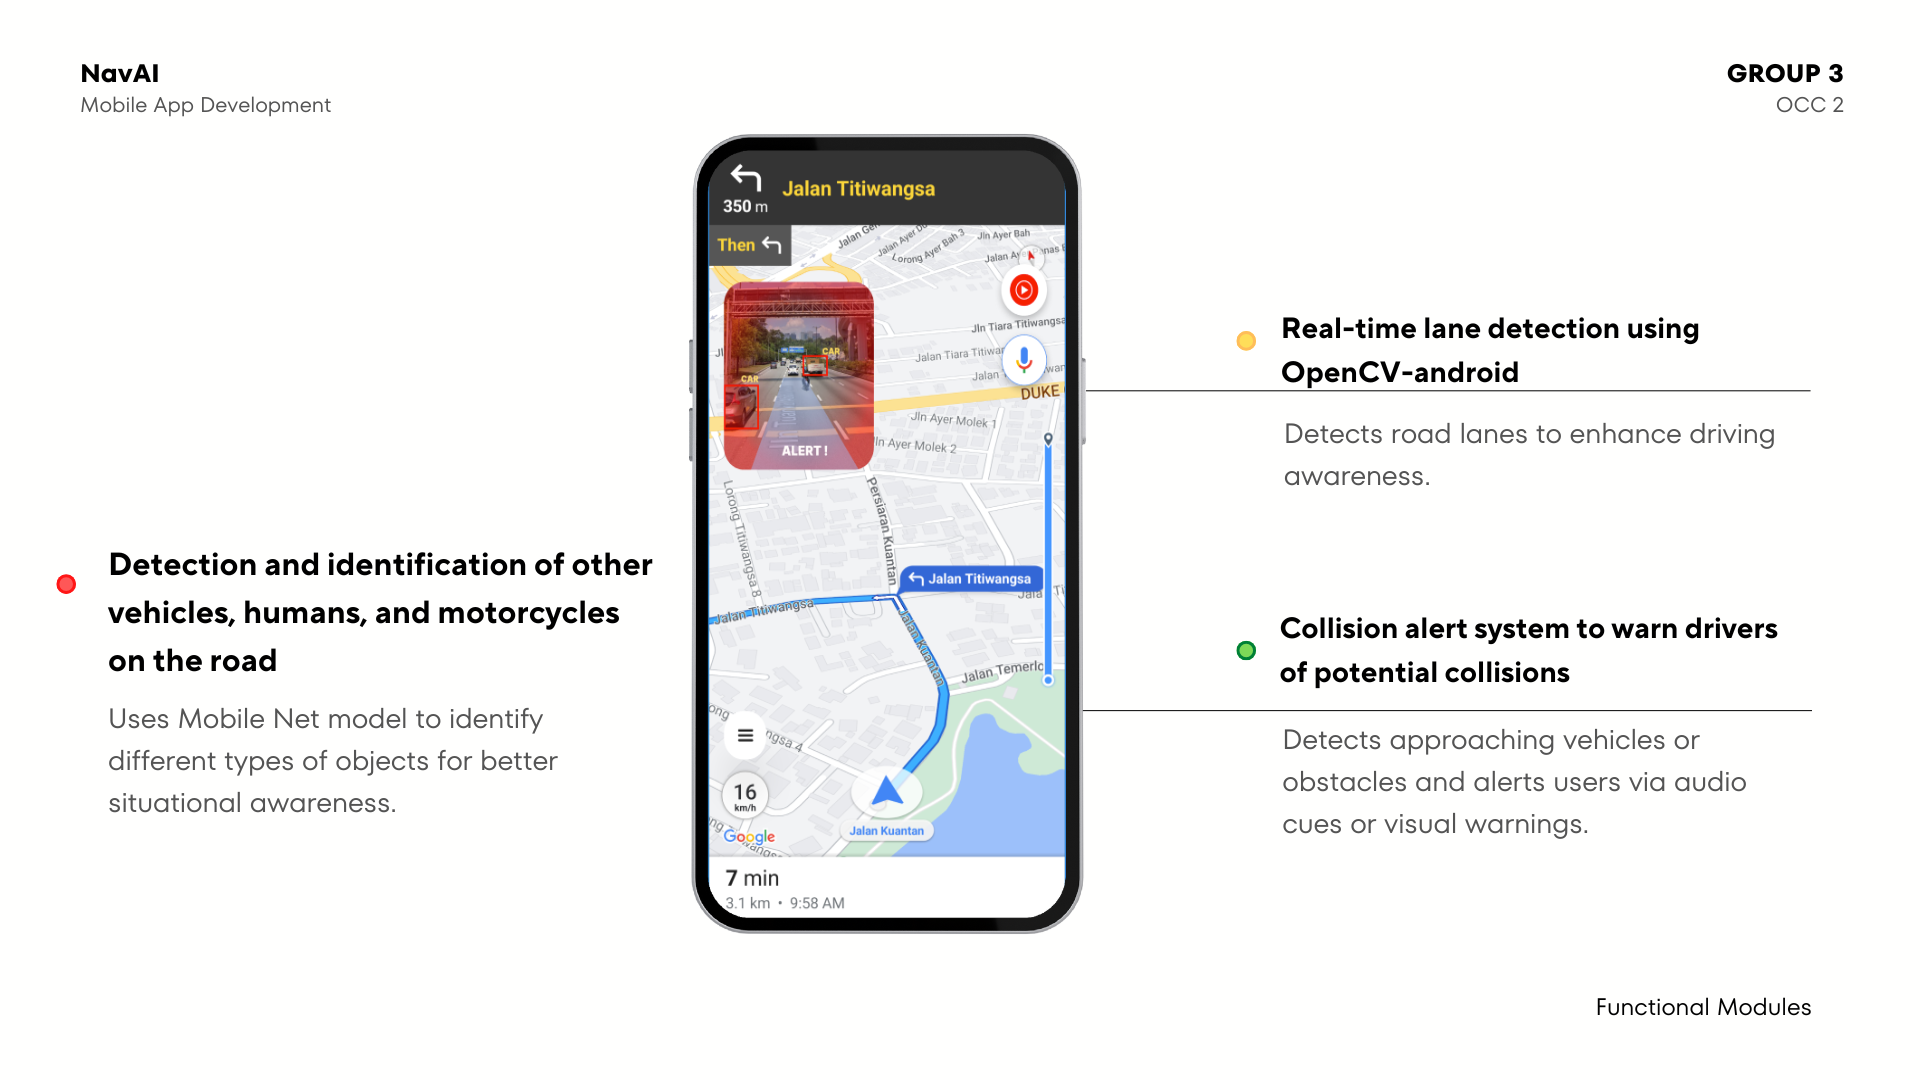 NavAI
Mobile App Development
GROUP 3
OCC 2
350 m
Jalan Titiwangsa
Then
Jln Ayer Bah
Lorong Ayer Bah 3
Jln Tiara Titiwangsa
Jalan Tiara
CAR
CAR
ALERT !
DUKE
Jln Ayer Molek 1
Jln Ayer Molek 2
Persiaran Kuantan
Lorong Titiwangsa 8
Jalan Titiwangsa
Jalan Titiwangsa
Jalan Kuantan
Jalan
16
km/h
Google
Jalan Kuantan
7 min
3.1 km • 9:58 AM
Detection and identification of other
vehicles, humans, and motorcycles
on the road
Uses Mobile Net model to identify
different types of objects for better
situational awareness.
Real-time lane detection using
OpenCV-android
Detects road lanes to enhance driving
awareness.
Collision alert system to warn drivers
of potential collisions
Detects approaching vehicles or
obstacles and alerts users via audio
cues or visual warnings.
Functional Modules